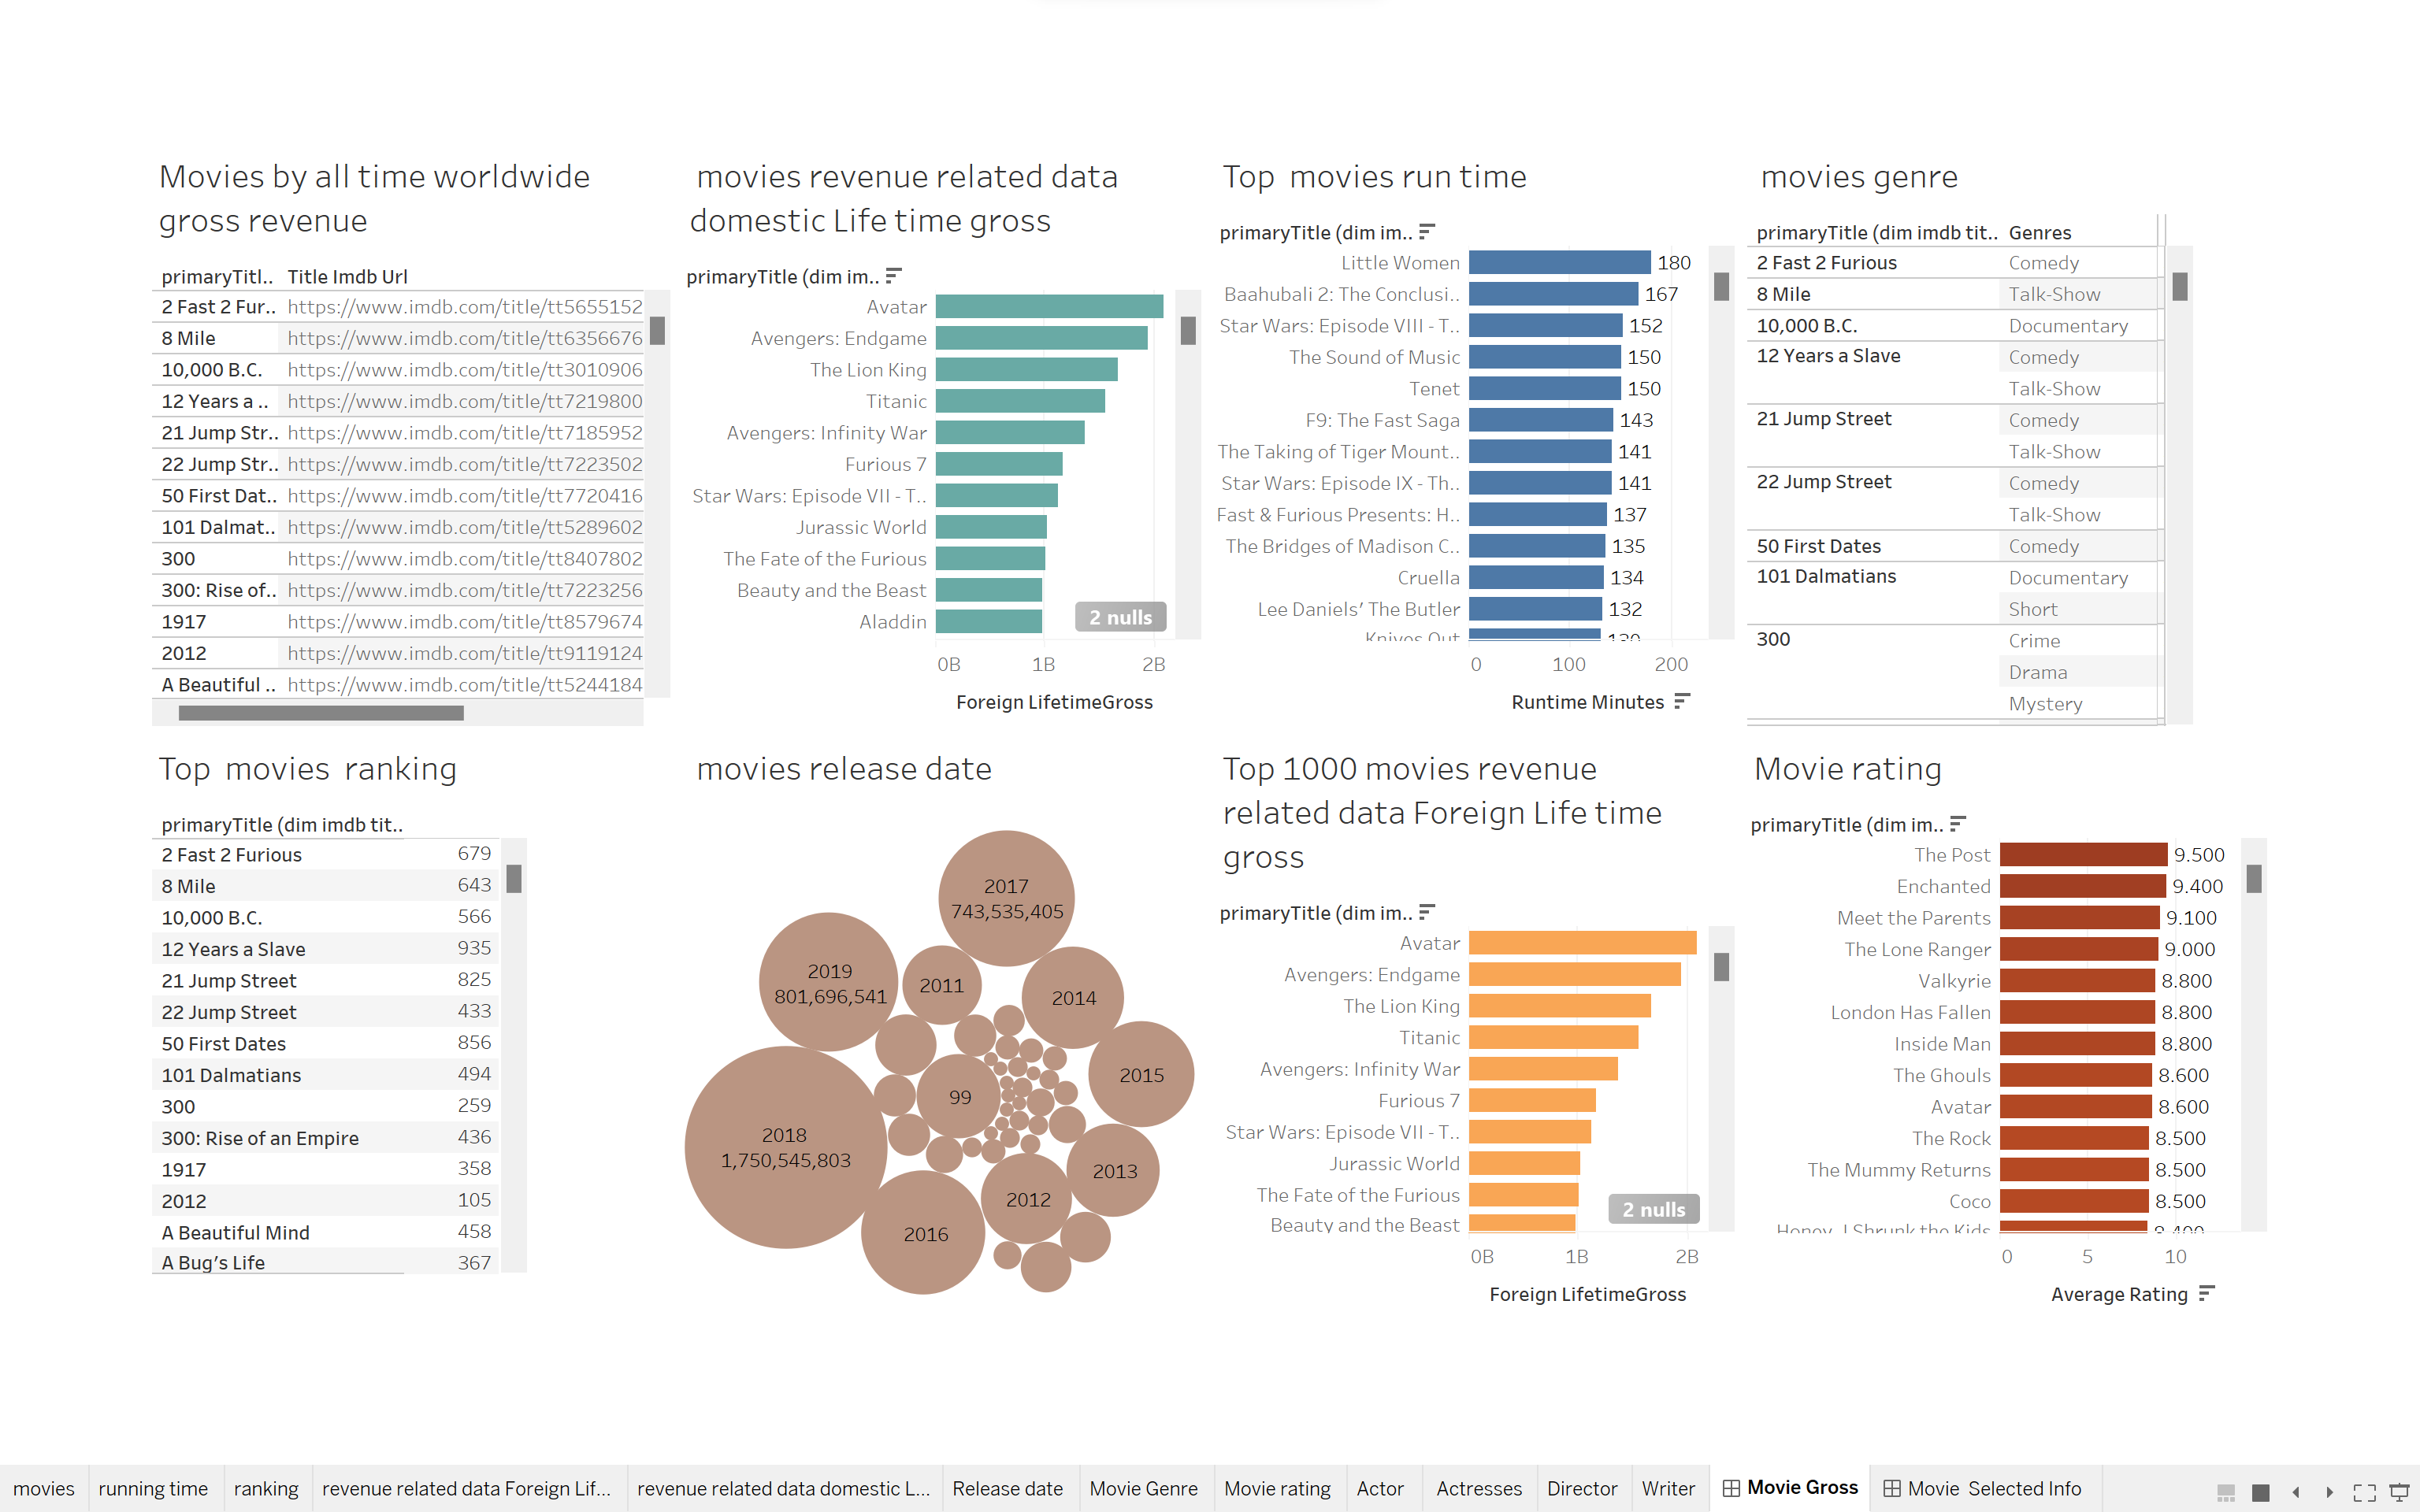 Movies by all time worldwide
gross revenue
primaryTitl.. Title Imdb Url
2 Fast 2 Fur.. https://www.imdb.com/title/tt5655152
8 Mile https://www.imdb.com/title/tt6356676
10,000 B.C. https://www.imdb.com/title/tt3010906
12 Years a .. https://www.imdb.com/title/tt7219800
21 Jump Str.. https://www.imdb.com/title/tt7185952
22 Jump Str.. https://www.imdb.com/title/tt7223502
50 First Dat.. https://www.imdb.com/title/tt7720416
101 Dalmat.. https://www.imdb.com/title/tt5289602
300 https://www.imdb.com/title/tt8407802
300: Rise of.. https://www.imdb.com/title/tt7223256
1917 https://www.imdb.com/title/tt8579674
2012 https://www.imdb.com/title/tt9119124
A Beautiful .. https://www.imdb.com/title/tt5244184
movies revenue related data
domestic Life time gross
primaryTitle (dim im..
Avatar
Avengers: Endgame
The Lion King
Titanic
Avengers: Infinity War
Furious 7
Star Wars: Episode VII - T..
Jurassic World
The Fate of the Furious
Beauty and the Beast
Aladdin
2 nulls
0B 1B 2B
Foreign LifetimeGross
Top movies run time
primaryTitle (dim im..
Little Women 180
Baahubali 2: The Conclusi.. 167
Star Wars: Episode VIII - T.. 152
The Sound of Music 150
Tenet 150
F9: The Fast Saga 143
The Taking of Tiger Mount.. 141
Star Wars: Episode IX - Th.. 141
Fast & Furious Presents: H.. 137
The Bridges of Madison C.. 135
Cruella 134
Lee Daniels' The Butler 132
Knives Out 130
0 100 200
Runtime Minutes
movies genre
primaryTitle (dim imdb tit.. Genres
2 Fast 2 Furious Comedy
8 Mile Talk-Show
10,000 B.C. Documentary
12 Years a Slave Comedy
Talk-Show
21 Jump Street Comedy
Talk-Show
22 Jump Street Comedy
Talk-Show
50 First Dates Comedy
101 Dalmatians Documentary
Short
300 Crime
Drama
Mystery
Top movies ranking
primaryTitle (dim imdb tit..
2 Fast 2 Furious 679
8 Mile 643
10,000 B.C. 566
12 Years a Slave 935
21 Jump Street 825
22 Jump Street 433
50 First Dates 856
101 Dalmatians 494
300 259
300: Rise of an Empire 436
1917 358
2012 105
A Beautiful Mind 458
A Bug's Life 367
movies release date
2017
743,535,405
2019
801,696,541
2011
2014
2015
99
2018
1,750,545,803
2013
2012
2016
Top 1000 movies revenue
related data Foreign Life time
gross
primaryTitle (dim im..
Avatar
Avengers: Endgame
The Lion King
Titanic
Avengers: Infinity War
Furious 7
Star Wars: Episode VII - T..
Jurassic World
The Fate of the Furious
Beauty and the Beast
2 nulls
0B 1B 2B
Foreign LifetimeGross
Movie rating
primaryTitle (dim im..
The Post 9.500
Enchanted 9.400
Meet the Parents 9.100
The Lone Ranger 9.000
Valkyrie 8.800
London Has Fallen 8.800
Inside Man 8.800
The Ghouls 8.600
Avatar 8.600
The Rock 8.500
The Mummy Returns 8.500
Coco 8.500
Honey, I Shrunk the Kids 8.400
0 5 10
Average Rating
movies running time ranking revenue related data Foreign Lif... revenue related data domestic L... Release date Movie Genre Movie rating Actor Actresses Director Writer Movie Gross Movie Selected Info